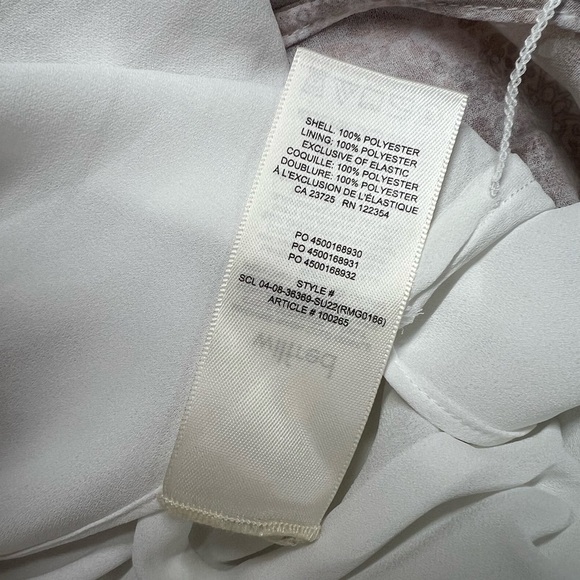 SHELL: 100% POLYESTER
LINING: 100% POLYESTER
EXCLUSIVE OF ELASTIC
COQUILLE: 100% POLYESTER
DOUBLURE: 100% POLYESTER
À L'EXCLUSION DE L'ÉLASTIQUE
CA 23725 RN 122354
PO 4500168930
PO 4500168931
PO 4500168932
STYLE #
SCL 04-08-36369-SU22(RMG0166)
ARTICLE # 100265
wilfred